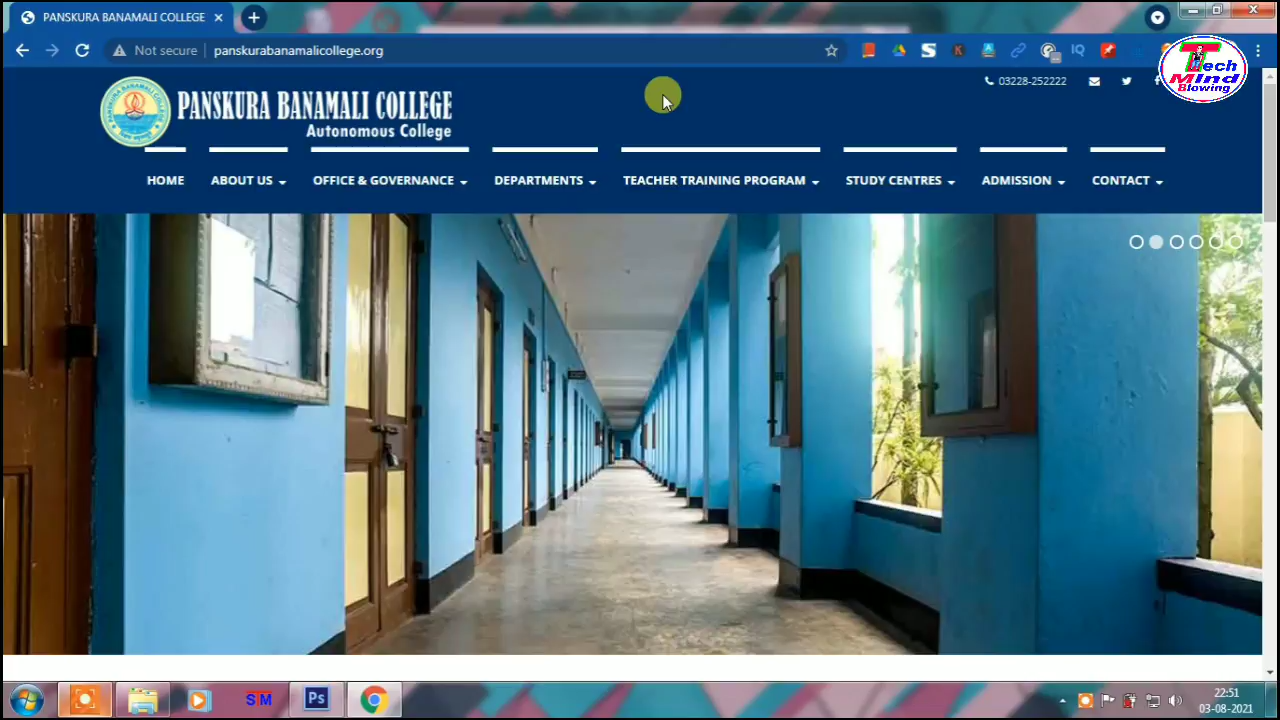 PANSKURA BANAMALI COLLEGE
Not secure
panskurabanamalicollege.org
IQ
Tech
Mind
Blowing
PANSKURA BANAMALI COLLEGE
Autonomous College
03228-252222
HOME
ABOUT US
OFFICE & GOVERNANCE
DEPARTMENTS
TEACHER TRAINING PROGRAM
STUDY CENTRES
ADMISSION
CONTACT
SM
Ps
22:51
03-08-2021